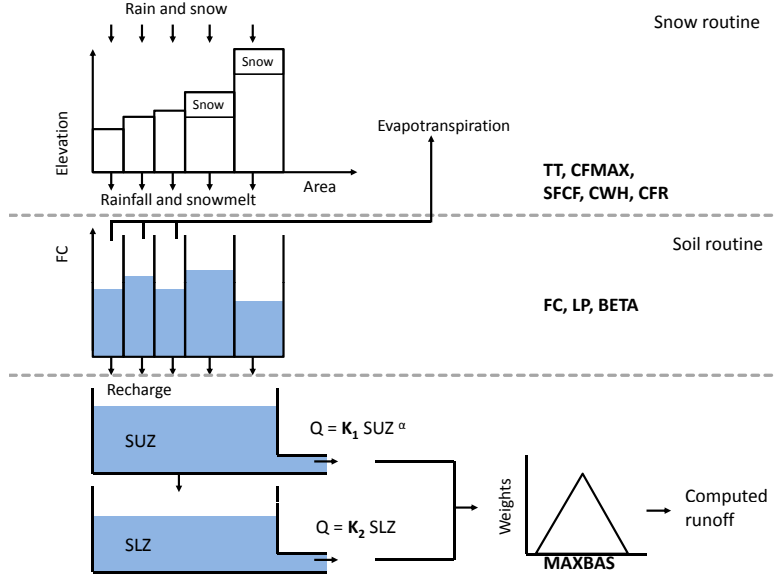 Rain and snow
Snow routine
Snow
Snow
Elevation
Evapotranspiration
TT, CFMAX,
SFCF, CWH, CFR
Area
Rainfall and snowmelt
FC
Soil routine
FC, LP, BETA
Recharge
SUZ
Q = K₁ SUZ ᵅ
SLZ
Q = K₂ SLZ
Weights
MAXBAS
Computed
runoff